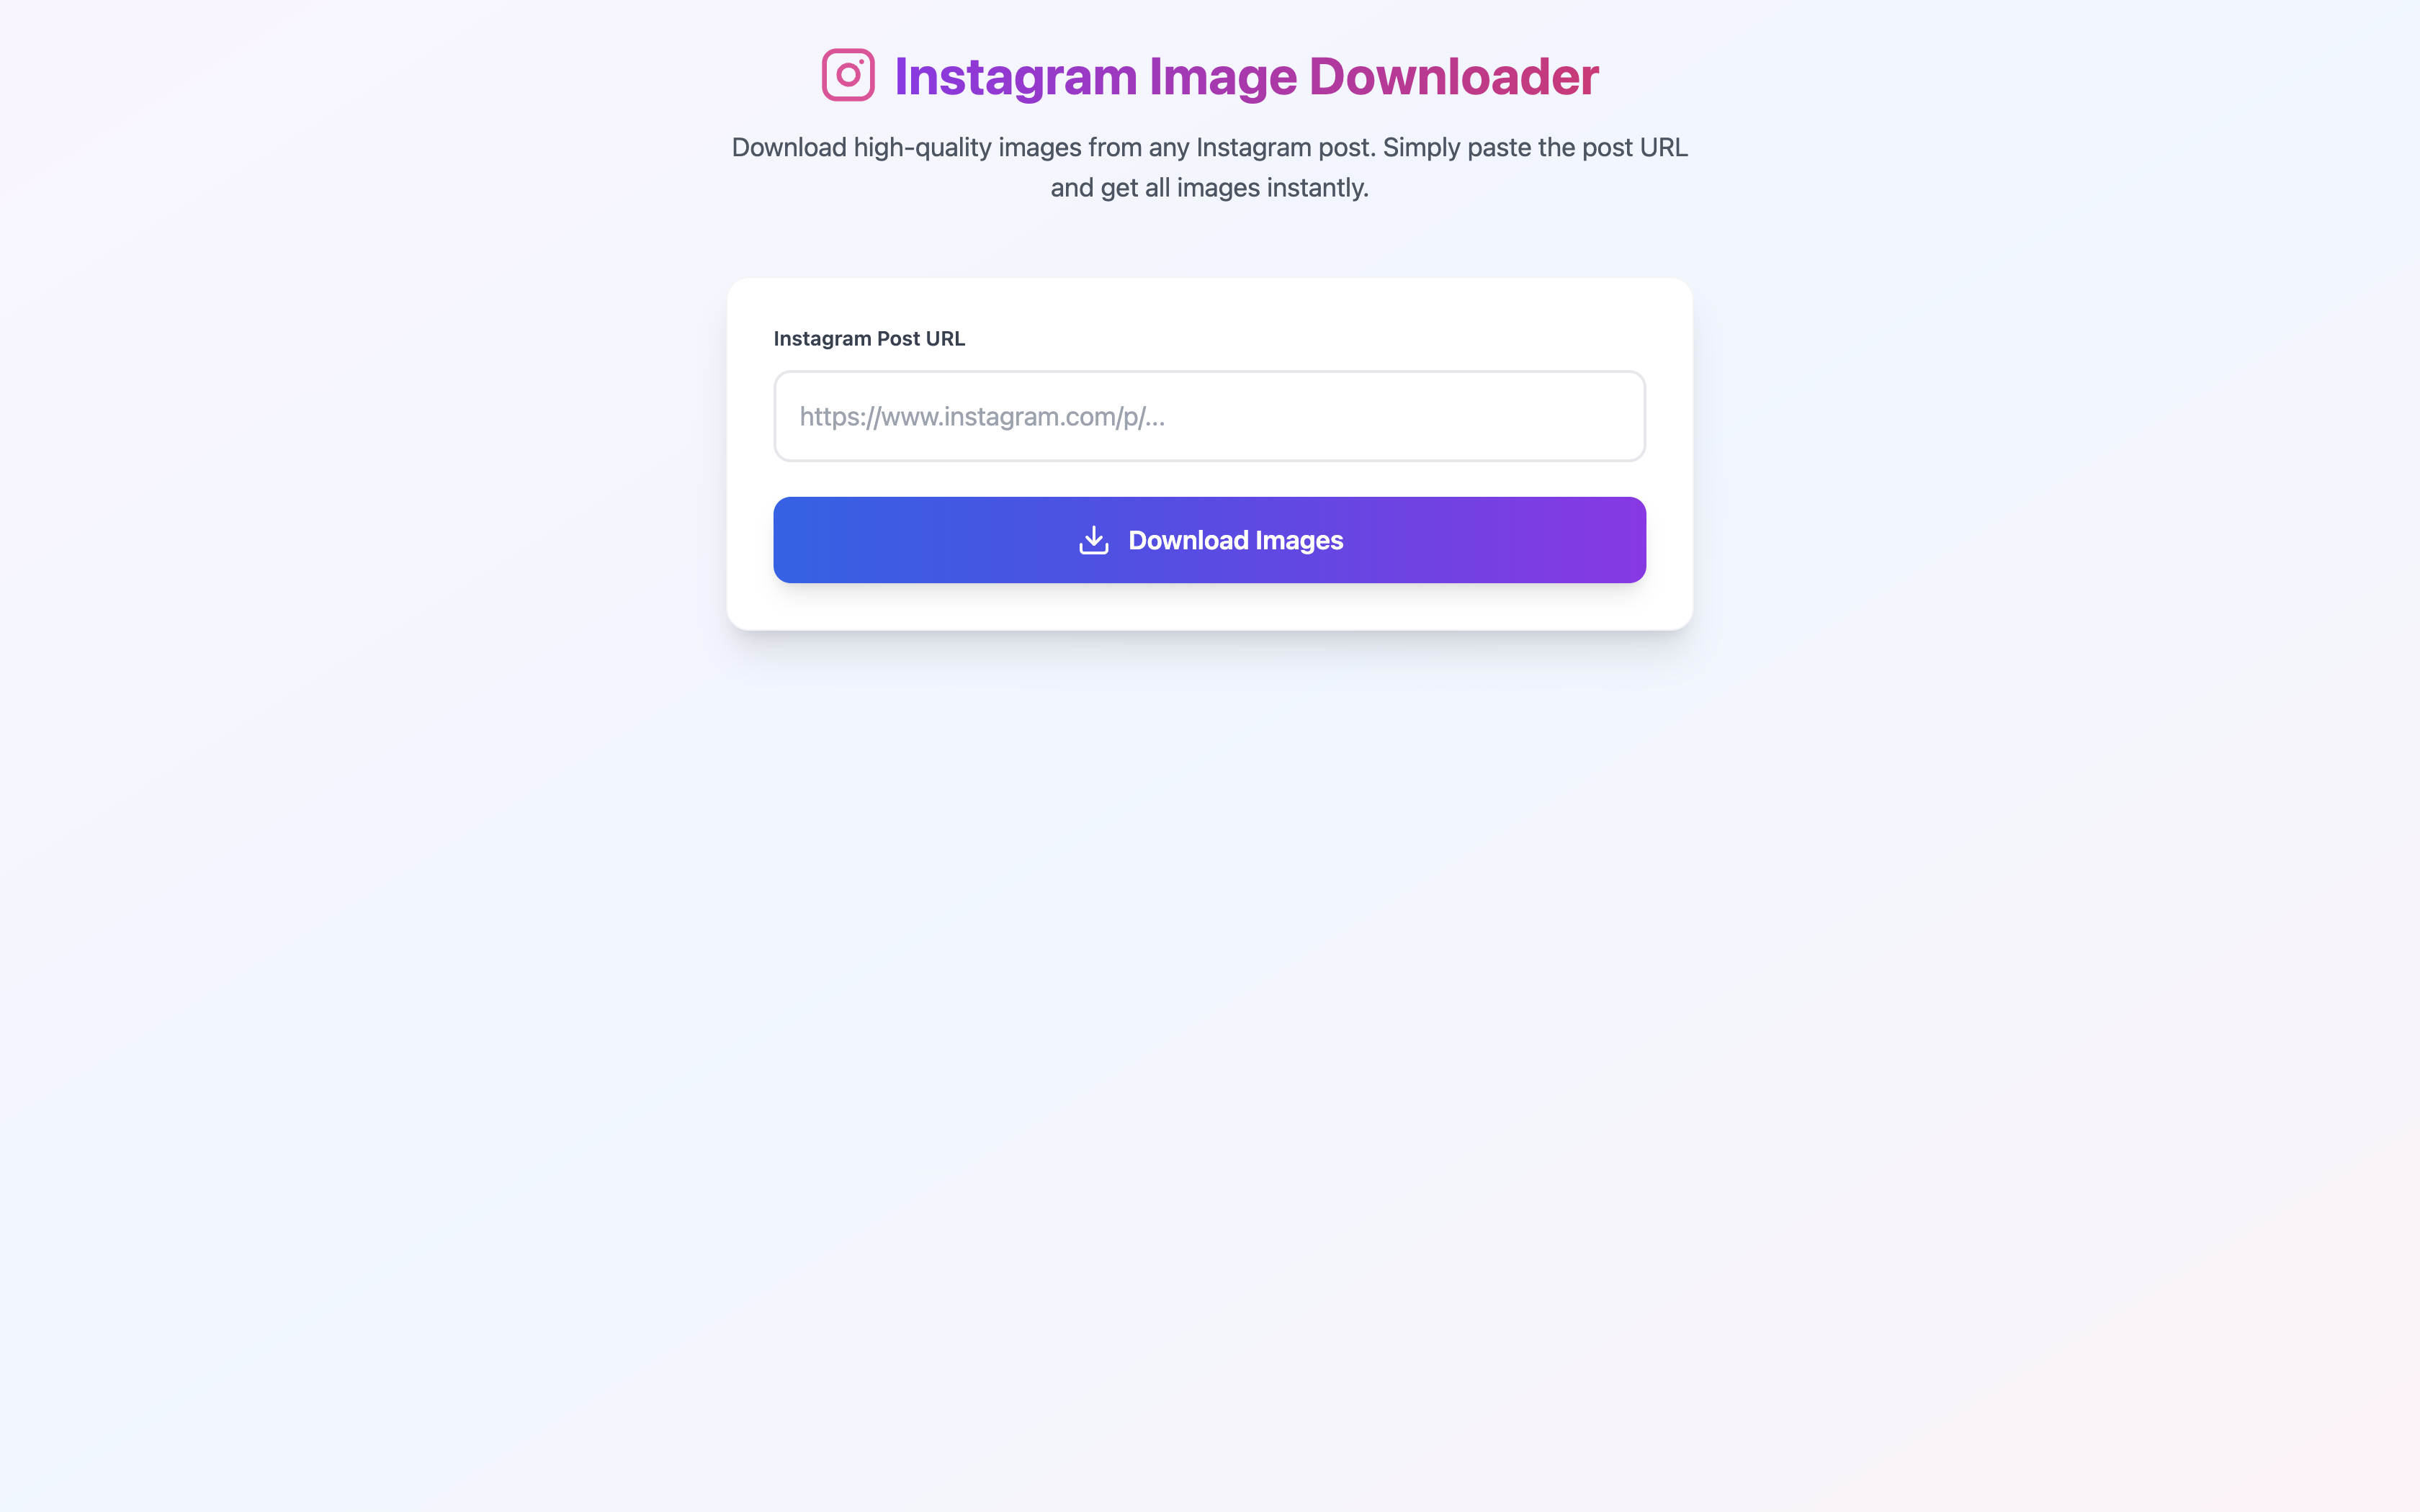 Instagram Image Downloader
Download high-quality images from any Instagram post. Simply paste the post URL
and get all images instantly.
Instagram Post URL
https://www.instagram.com/p/...
Download Images